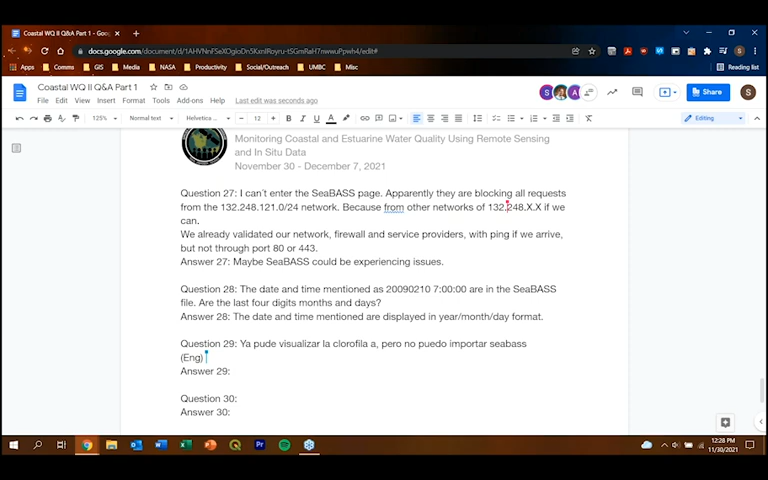 Coastal WQ II Q&A Part 1 - Goo
docs.google.com/document/d/
Apps Comms GIS Media NASA Productivity Social/Outreach UMBC Misc Reading list
Coastal WQ II Q&A Part 1
File Edit View Insert Format Tools Add-ons Help Last edit was seconds ago
Share
125% Normal text Helvetica... 12 Editing
Monitoring Coastal and Estuarine Water Quality Using Remote Sensing
and In Situ Data
November 30 - December 7, 2021
Question 27: I can't enter the SeaBASS page. Apparently they are blocking all requests
from the 132.248.121.0/24 network. Because from other networks of 132.248.X.X if we
can.
We already validated our network, firewall and service providers, with ping if we arrive,
but not through port 80 or 443.
Answer 27: Maybe SeaBASS could be experiencing issues.
Question 28: The date and time mentioned as 20090210 7:00:00 are in the SeaBASS
file. Are the last four digits months and days?
Answer 28: The date and time mentioned are displayed in year/month/day format.
Question 29: Ya pude visualizar la clorofila a, pero no puedo importar seabass
(Eng)
Answer 29:
Question 30:
Answer 30:
12:28 PM
11/30/2021